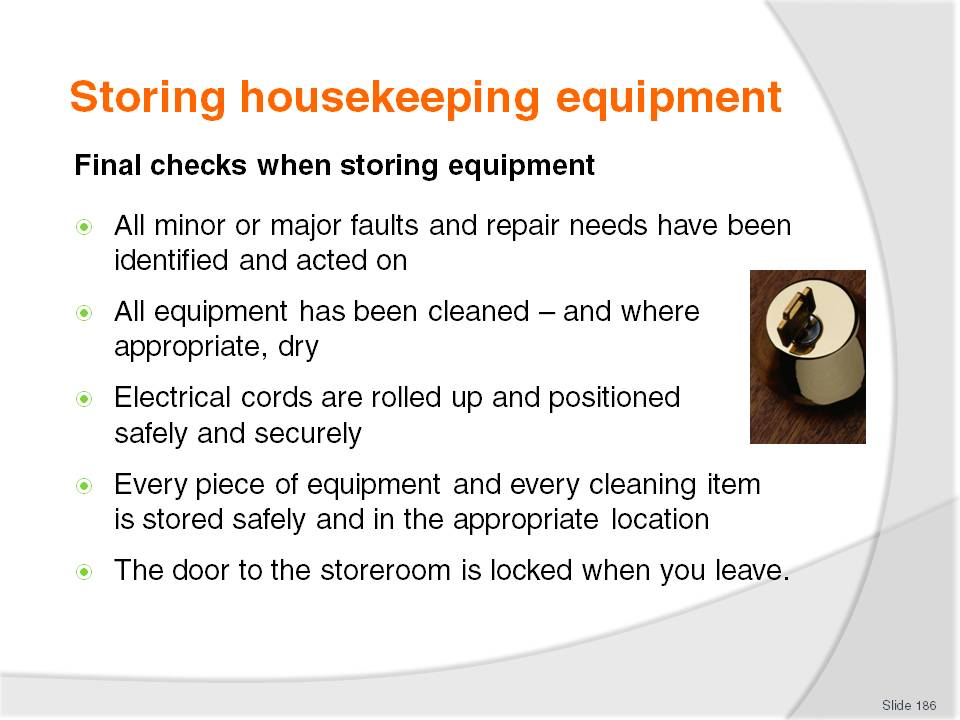 Storing housekeeping equipment
Final checks when storing equipment
All minor or major faults and repair needs have been
identified and acted on
All equipment has been cleaned – and where
appropriate, dry
Electrical cords are rolled up and positioned
safely and securely
Every piece of equipment and every cleaning item
is stored safely and in the appropriate location
The door to the storeroom is locked when you leave.
Slide 186